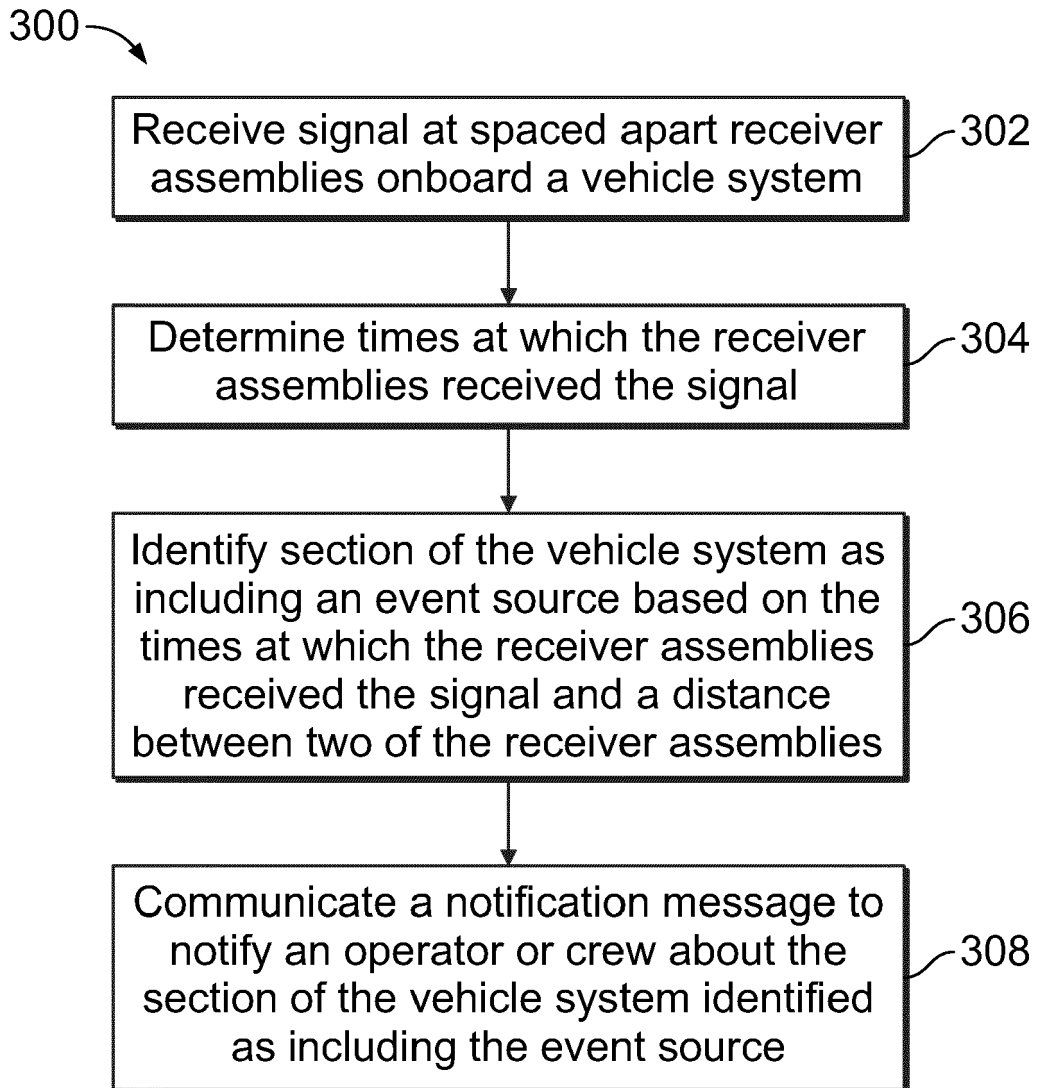 300
Receive signal at spaced apart receiver
assemblies onboard a vehicle system
302
Determine times at which the receiver
assemblies received the signal
304
Identify section of the vehicle system as
including an event source based on the
times at which the receiver assemblies
received the signal and a distance
between two of the receiver assemblies
306
Communicate a notification message to
notify an operator or crew about the
section of the vehicle system identified
as including the event source
308